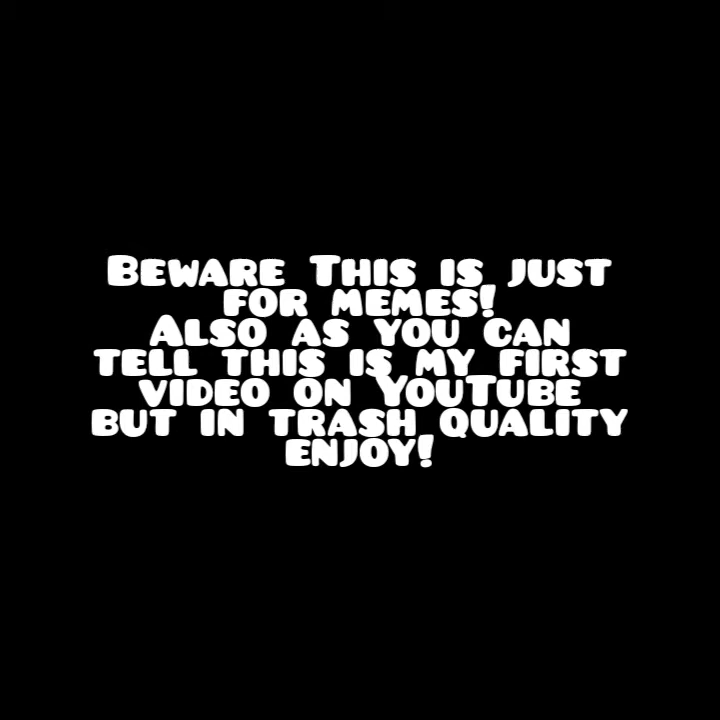 Beware This is just
for memes!
Also as you can
tell this is my first
video on YouTube
but in trash quality
enjoy!